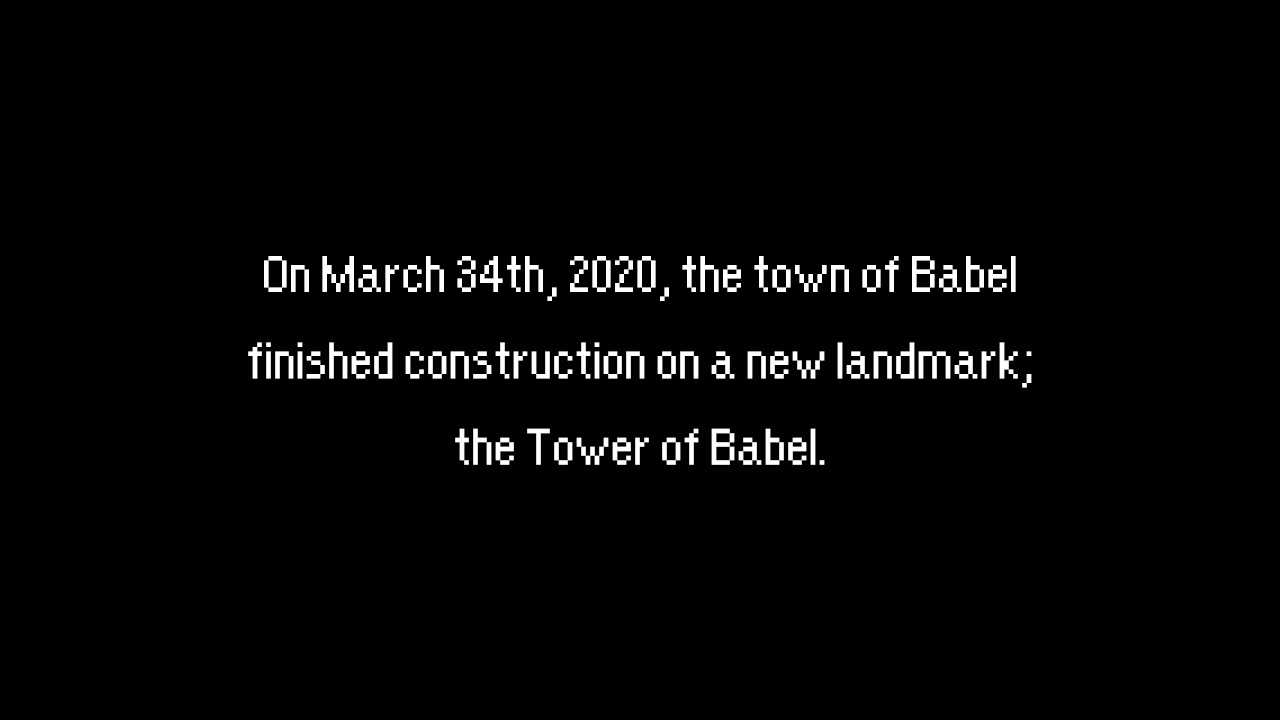 On March 34th, 2020, the town of Babel
finished construction on a new landmark;
the Tower of Babel.